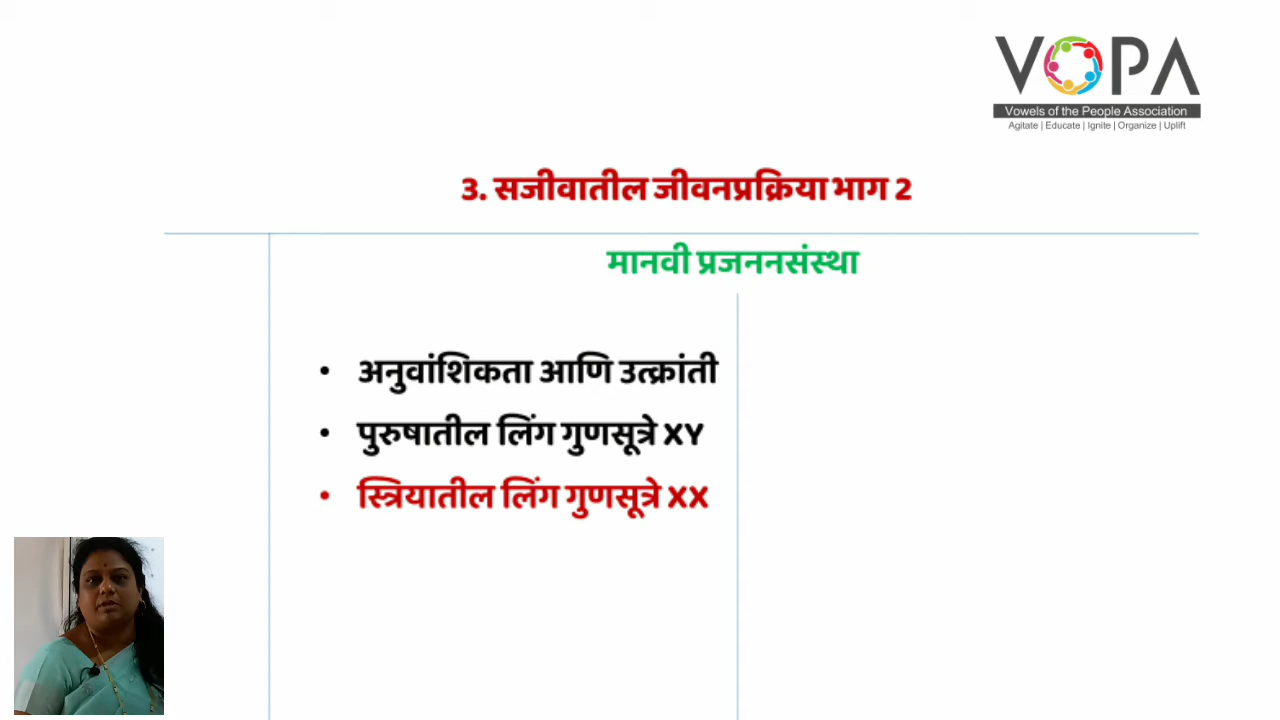 VOPA
Vowels of the People Association
Agitate | Educate | Ignite | Organize | Uplift
3. सजीवातील जीवनप्रक्रिया भाग 2
मानवी प्रजननसंस्था
• अनुवांशिकता आणि उत्क्रांती
• पुरुषातील लिंग गुणसूत्रे XY
• स्त्रियातील लिंग गुणसूत्रे XX